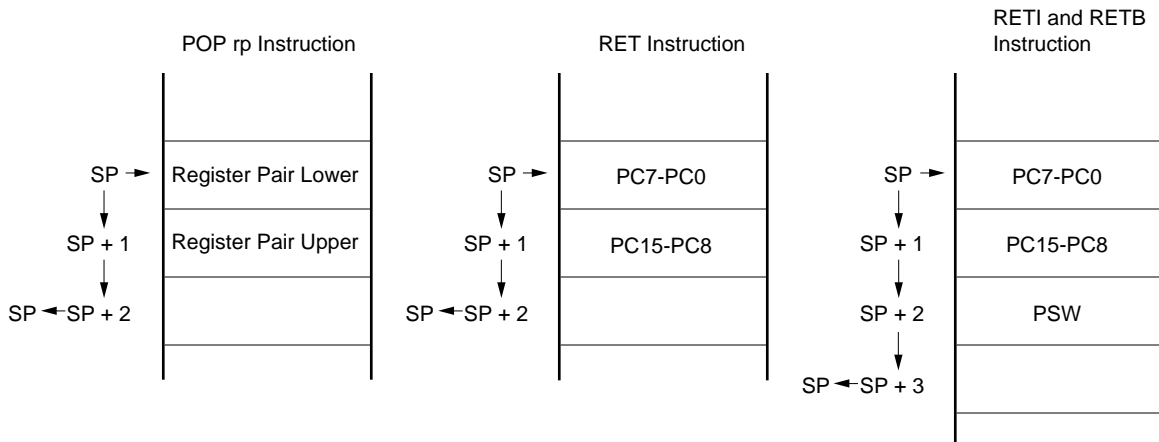 POP rp Instruction
SP
Register Pair Lower
SP + 1
Register Pair Upper
SP
SP + 2
RET Instruction
SP
PC7-PC0
SP + 1
PC15-PC8
SP
SP + 2
RETI and RETB
Instruction
SP
PC7-PC0
SP + 1
PC15-PC8
SP + 2
PSW
SP
SP + 3